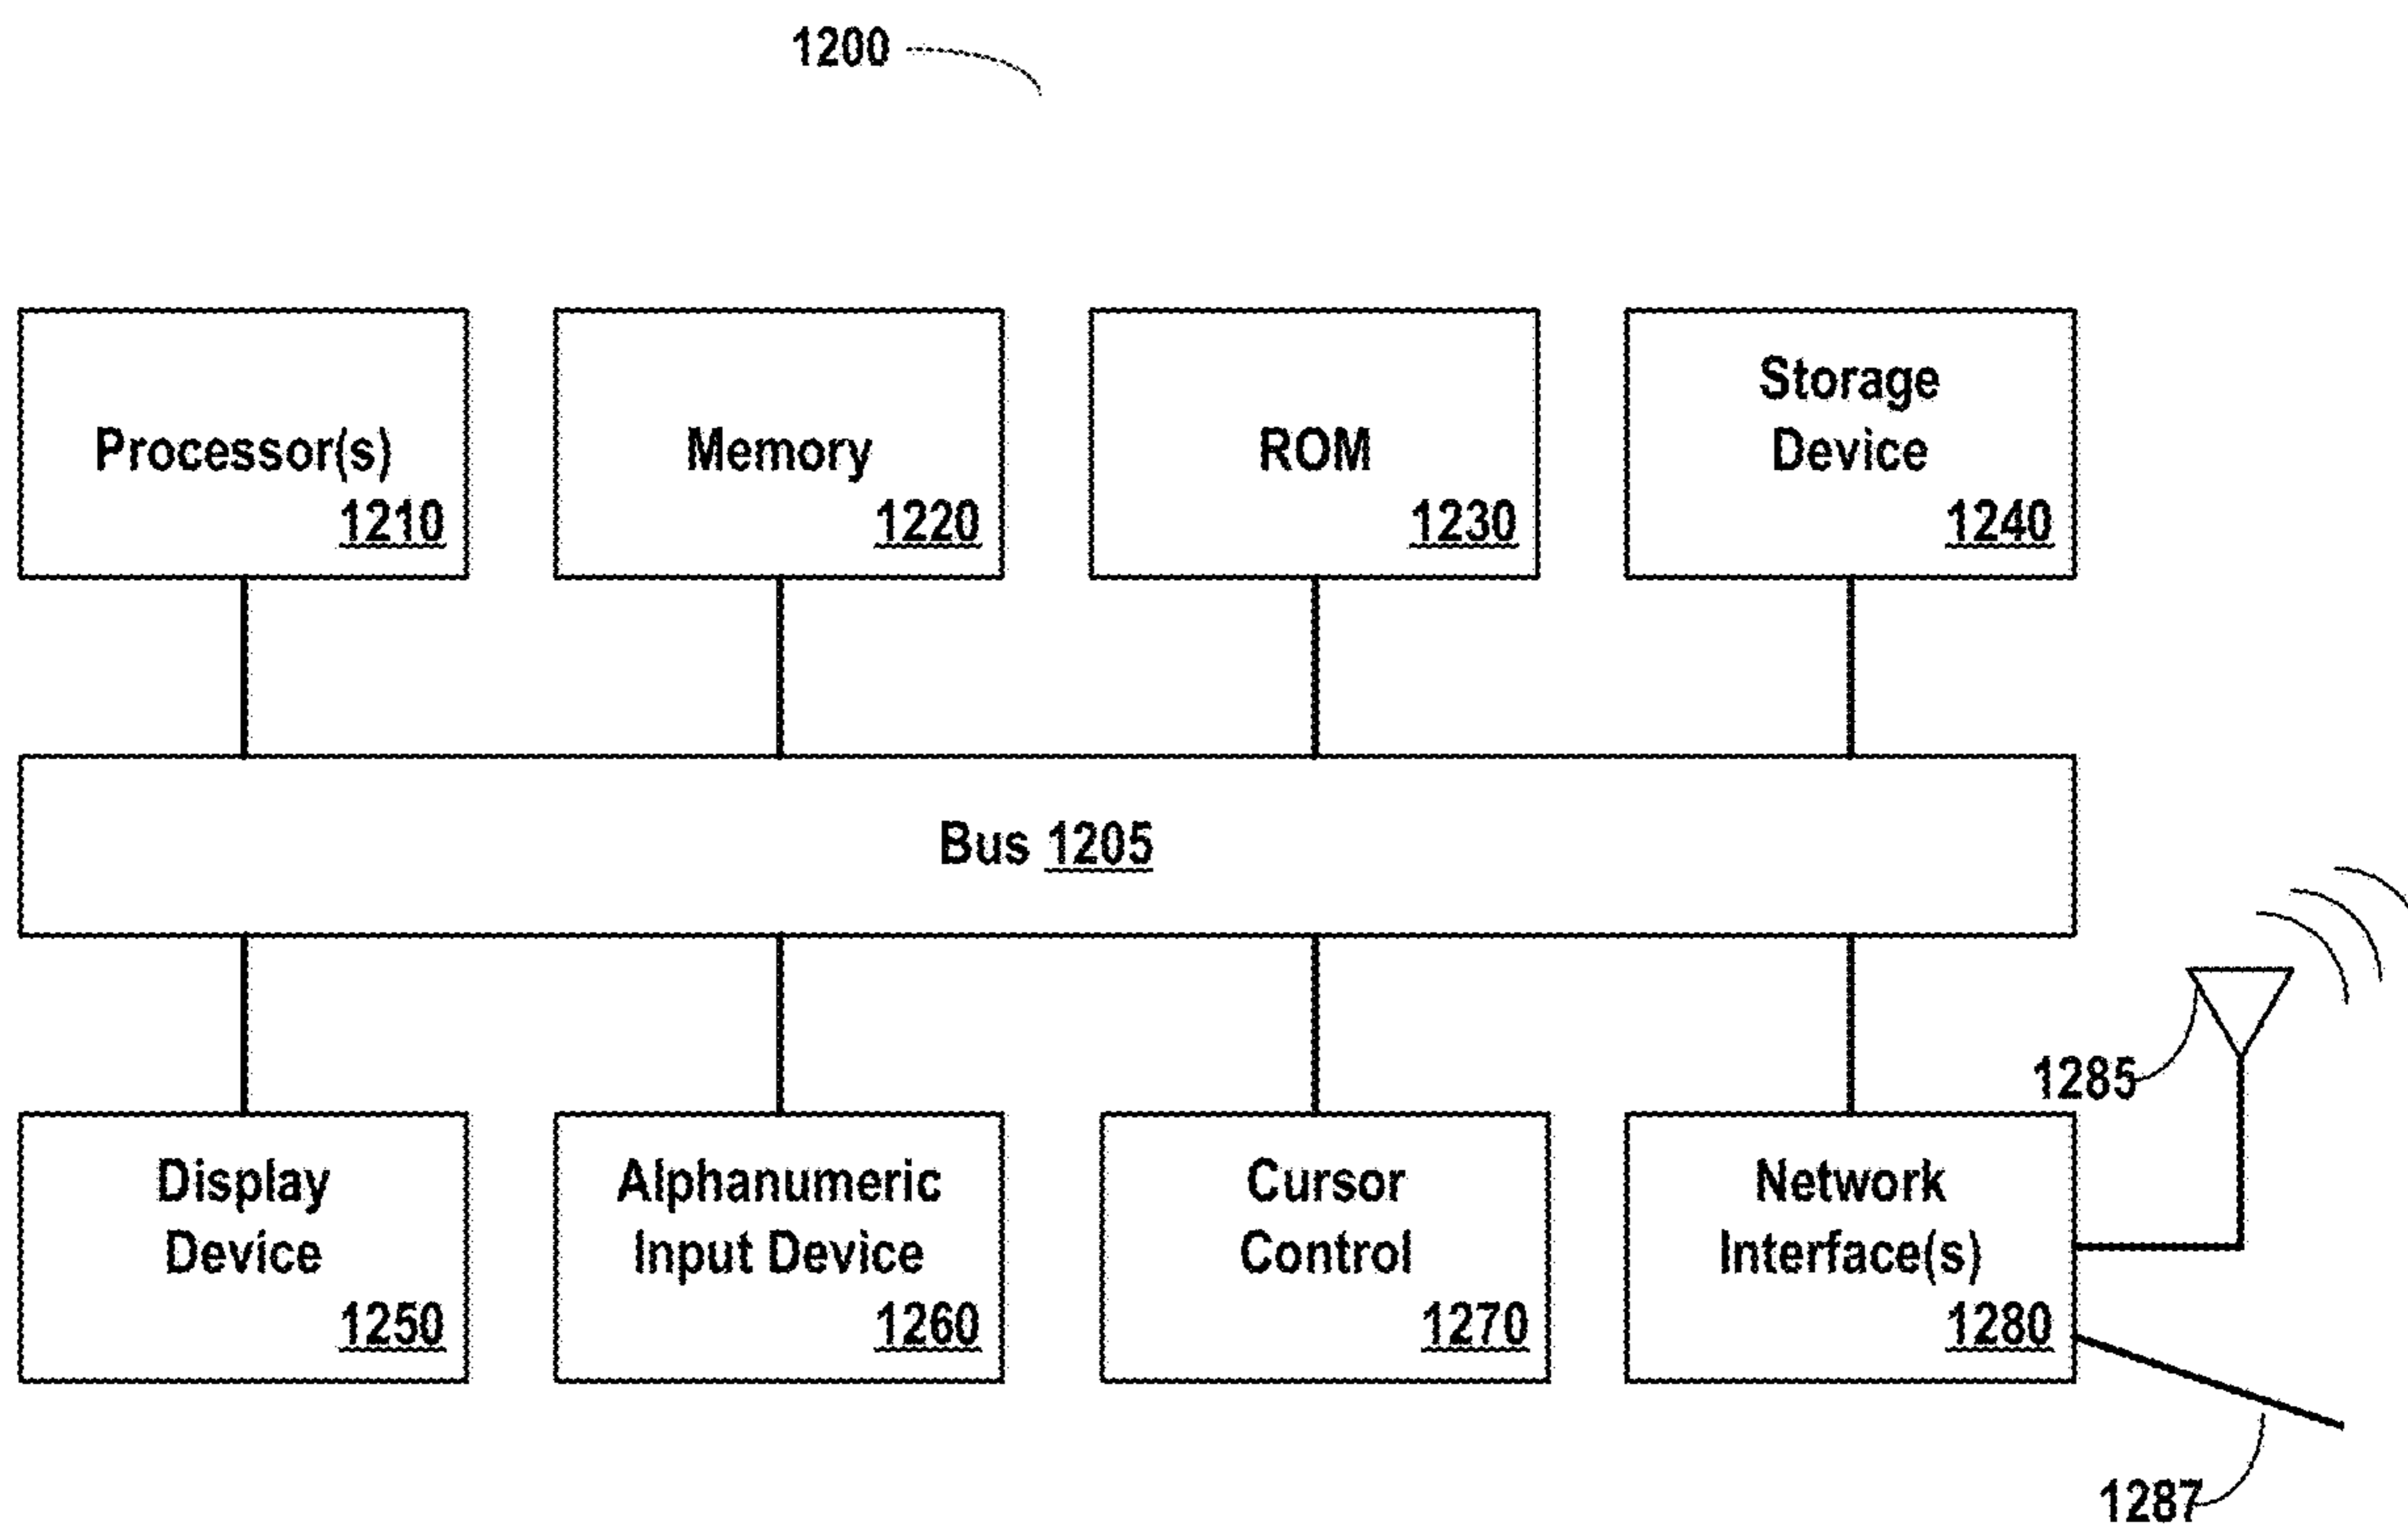 1200
Processor(s)
1210
Memory
1220
ROM
1230
Storage
Device
1240
Bus 1205
1285
Display
Device
1250
Alphanumeric
Input Device
1260
Cursor
Control
1270
Network
Interface(s)
1280
1287